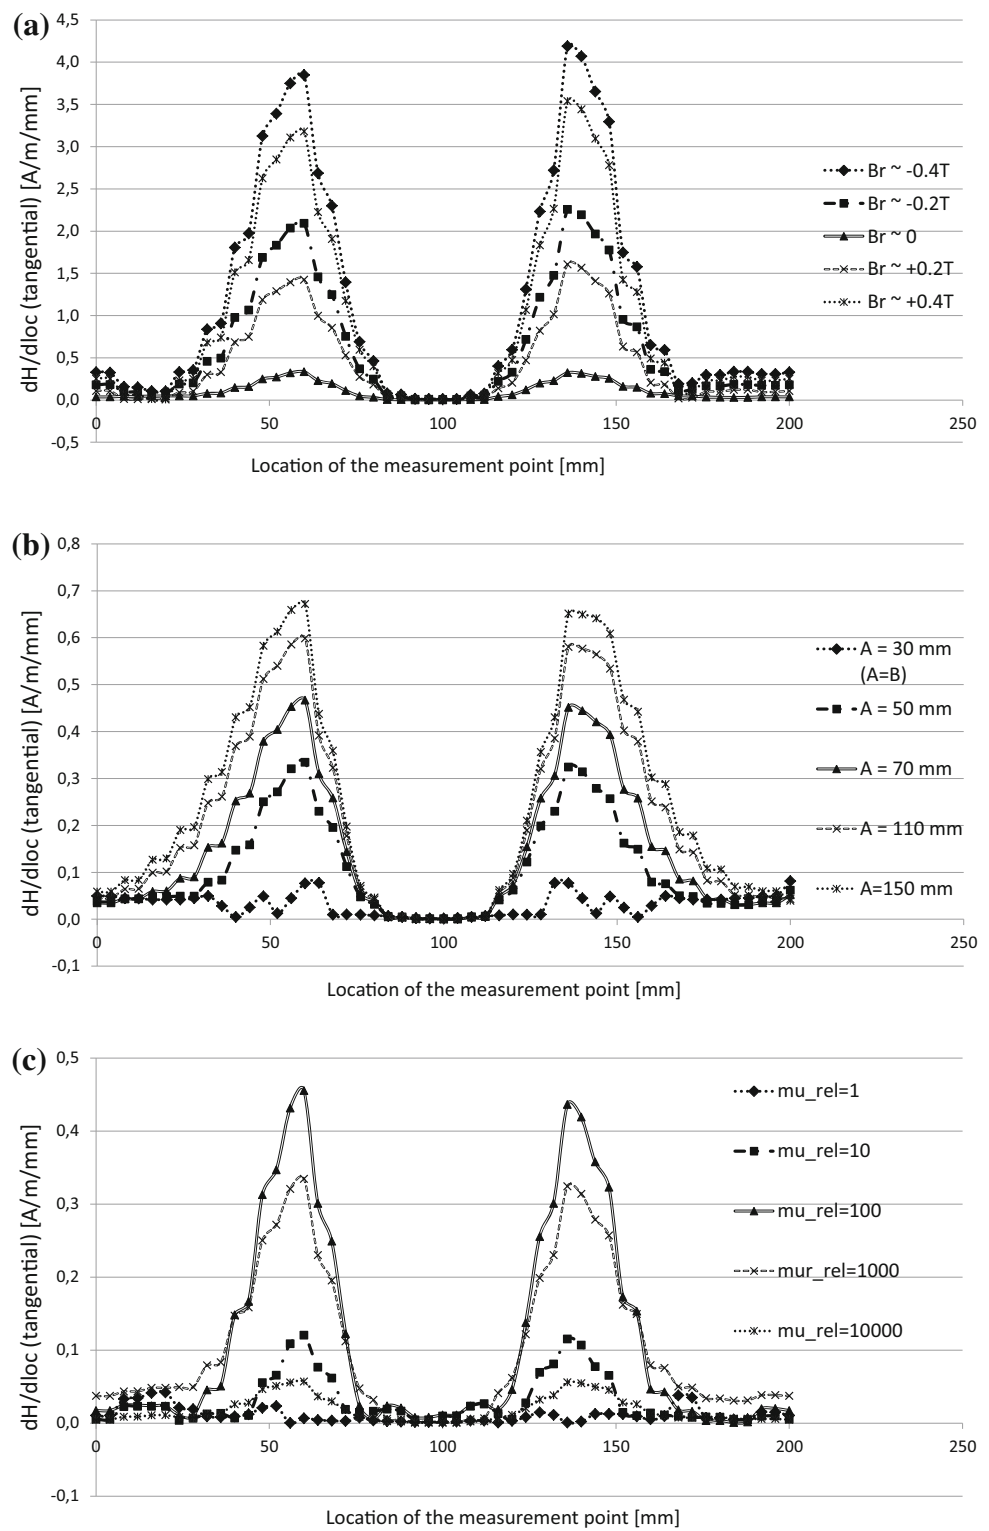 (a)
4,5
4,0
3,5
3,0
2,5
2,0
1,5
1,0
0,5
0,0
-0,5
dH/dloc (tangential) [A/m/mm]
0
50
100
150
200
250
Location of the measurement point [mm]
Br ~ -0.4T
Br ~ -0.2T
Br ~ 0
Br ~ +0.2T
Br ~ +0.4T
(b)
0,8
0,7
0,6
0,5
0,4
0,3
0,2
0,1
0,0
-0,1
dH/dloc (tangential) [A/m/mm]
0
50
100
150
200
250
Location of the measurement point [mm]
A = 30 mm
(A=B)
A = 50 mm
A = 70 mm
A = 110 mm
A=150 mm
(c)
0,5
0,4
0,3
0,2
0,1
0,0
-0,1
dH/dloc (tangential) [A/m/mm]
0
50
100
150
200
250
Location of the measurement point [mm]
mu_rel=1
mu_rel=10
mu_rel=100
mur_rel=1000
mu_rel=10000